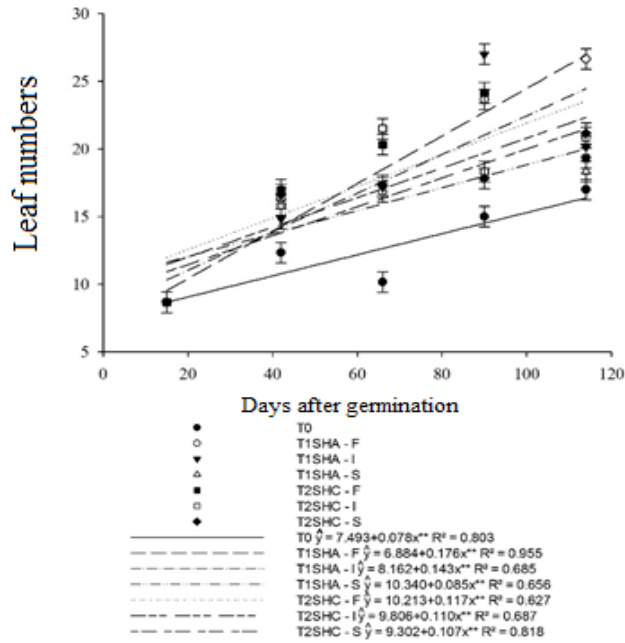 Leaf numbers
30
25
20
15
10
5
0 20 40 60 80 100 120
Days after germination
T0
T1SHA - F
T1SHA - I
T1SHA - S
T2SHC - F
T2SHC - I
T2SHC - S
T0 ŷ = 7.493+0.078x** R² = 0.803
T1SHA - F ŷ = 6.884+0.176x** R² = 0.955
T1SHA - I ŷ = 8.162+0.143x** R² = 0.685
T1SHA - S ŷ = 10.340+0.085x** R² = 0.656
T2SHC - F ŷ = 10.213+0.117x** R² = 0.627
T2SHC - I ŷ = 9.806+0.110x** R² = 0.687
T2SHC - S ŷ = 9.302+0.107x** R² = 0.818